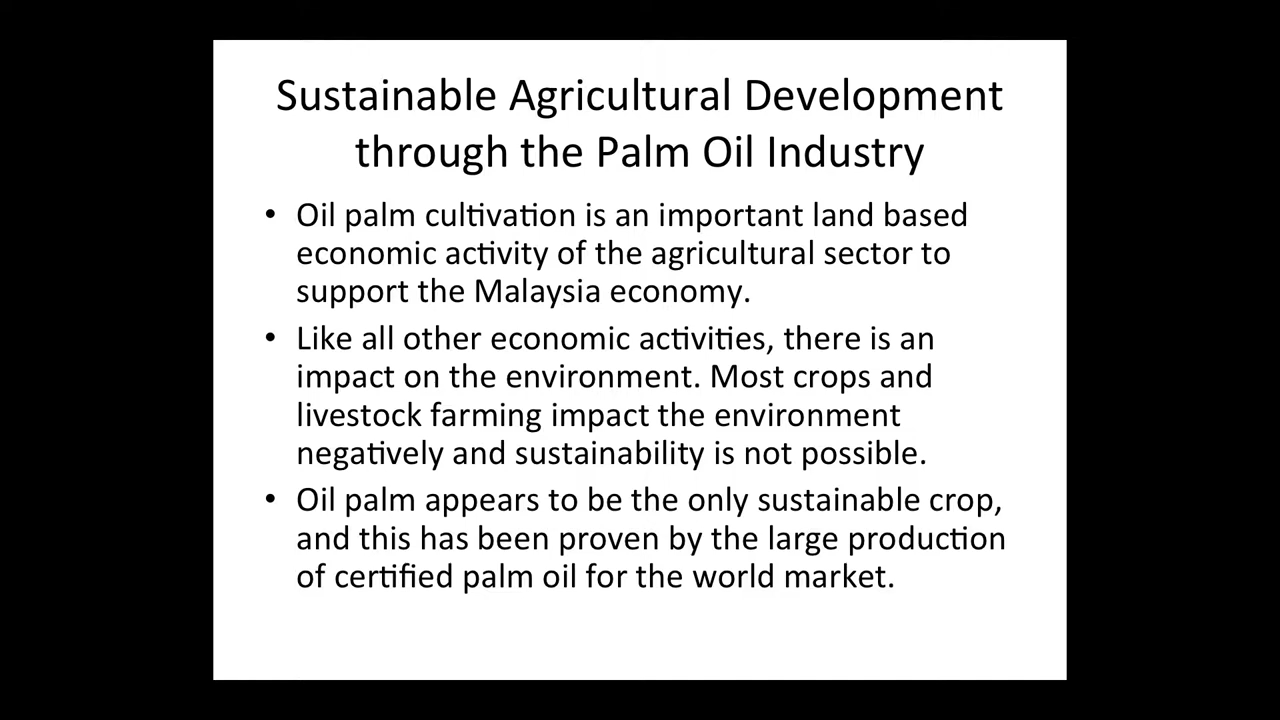 Sustainable Agricultural Development
through the Palm Oil Industry
• Oil palm cultivation is an important land based
economic activity of the agricultural sector to
support the Malaysia economy.
• Like all other economic activities, there is an
impact on the environment. Most crops and
livestock farming impact the environment
negatively and sustainability is not possible.
• Oil palm appears to be the only sustainable crop,
and this has been proven by the large production
of certified palm oil for the world market.